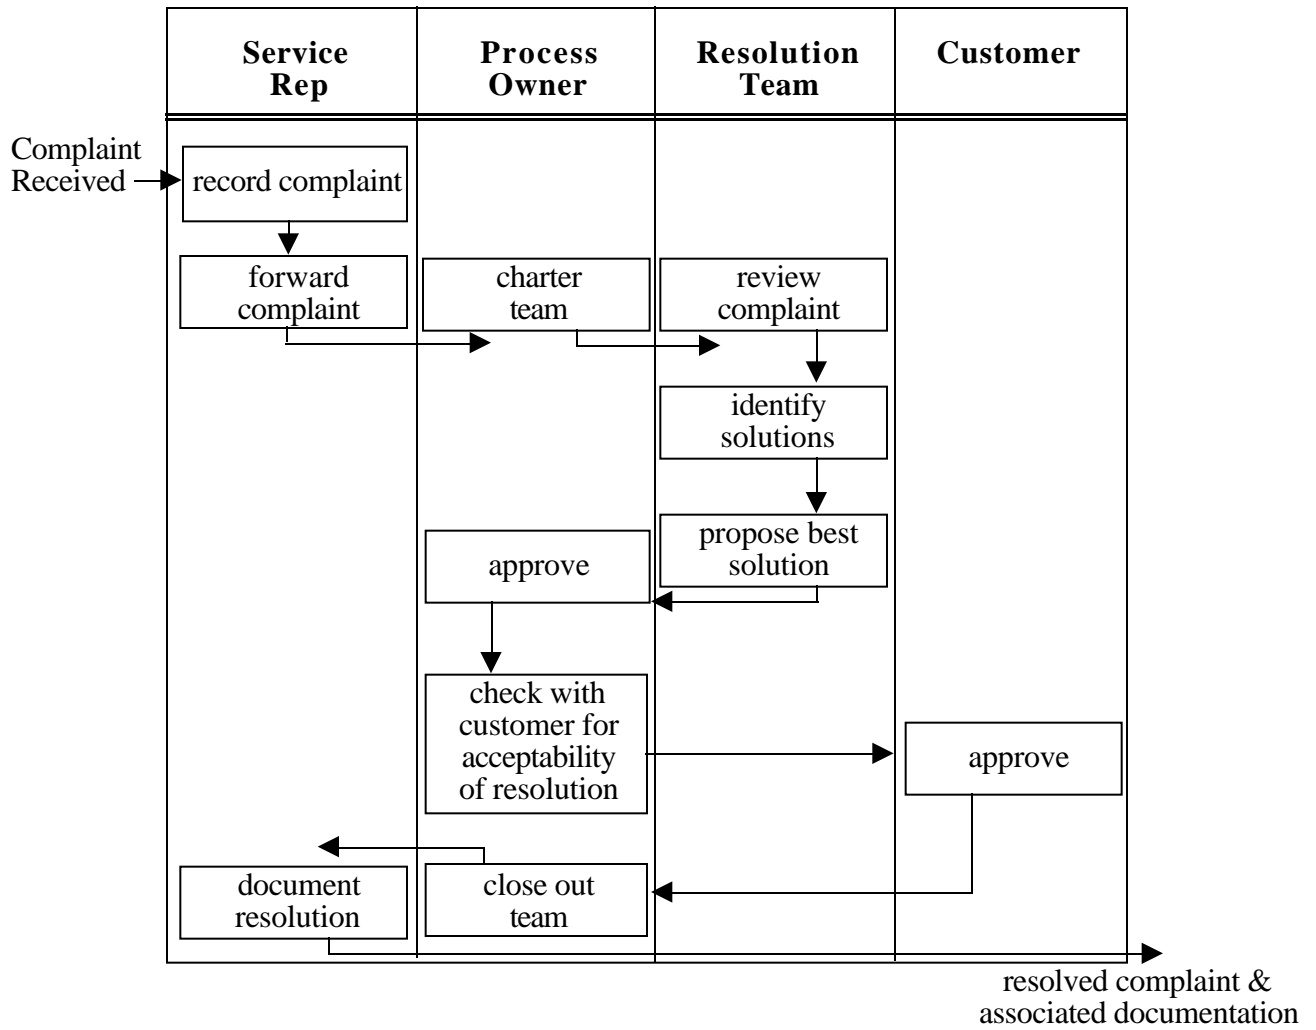 Service
Rep
Process
Owner
Resolution
Team
Customer
Complaint
Received
record complaint
forward
complaint
charter
team
review
complaint
identify
solutions
propose best
solution
approve
check with
customer for
acceptability
of resolution
approve
document
resolution
close out
team
resolved complaint &
associated documentation